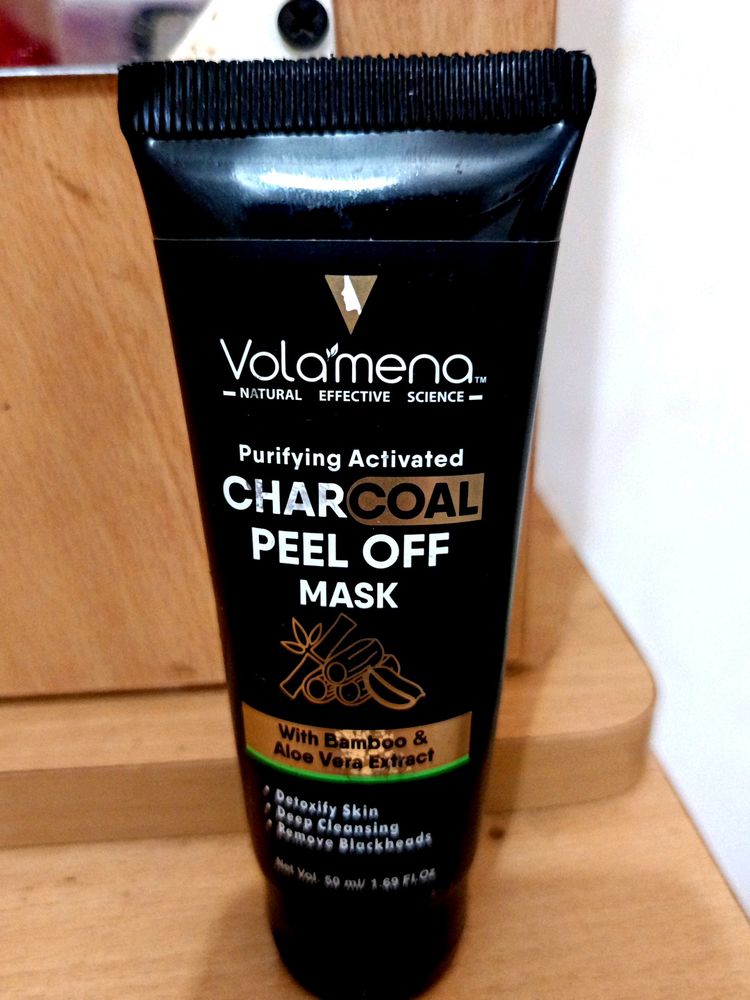 Volamena™
NATURAL EFFECTIVE SCIENCE
Purifying Activated
CHARCOAL
PEEL OFF
MASK
With Bamboo &
Aloe Vera Extract
Detoxify Skin
Deep Cleansing
Remove Blackheads
Net Vol. 50 ml/ 1.69 Fl.Oz